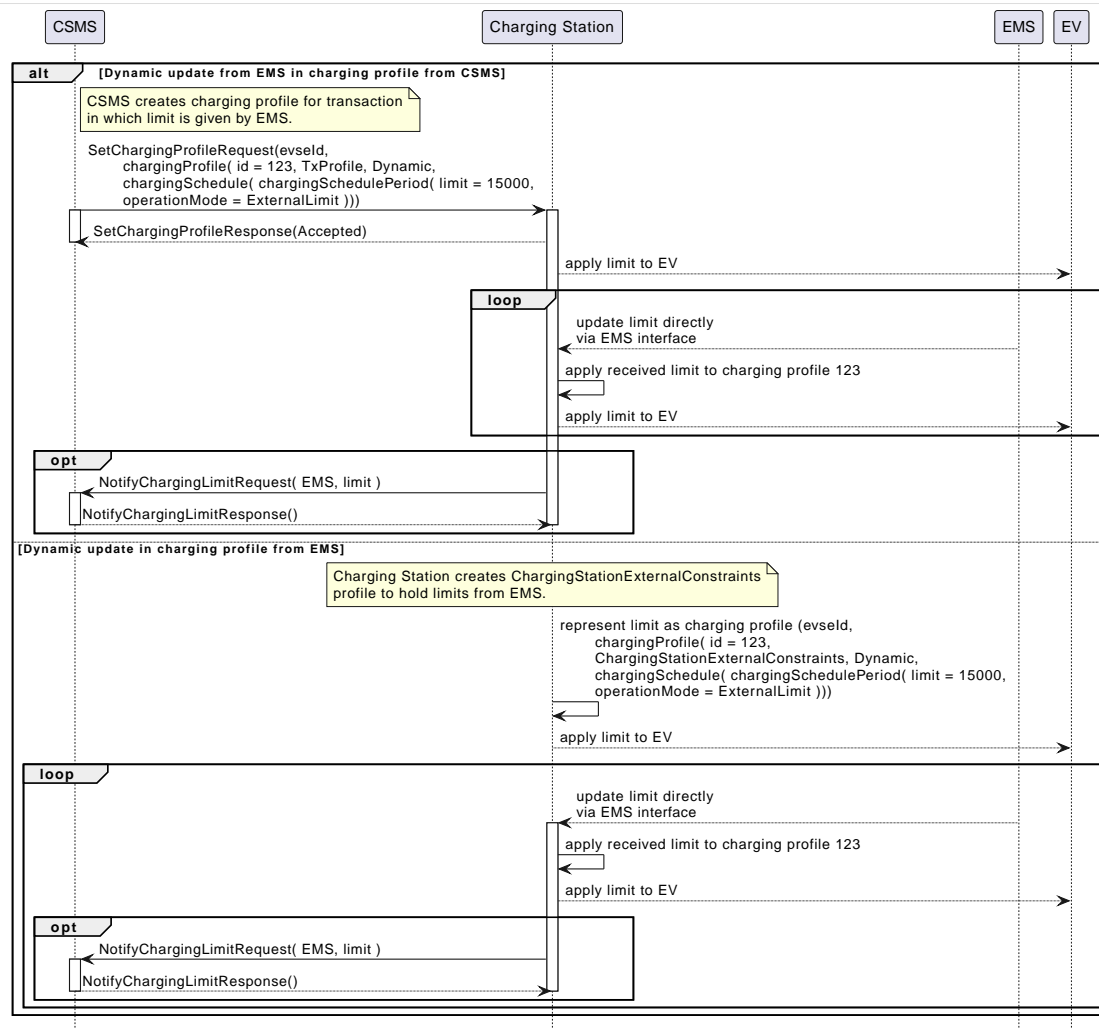 CSMS
Charging Station
EMS
EV
alt
[Dynamic update from EMS in charging profile from CSMS]
CSMS creates charging profile for transaction
in which limit is given by EMS.
SetChargingProfileRequest(evseId,
chargingProfile( id = 123, TxProfile, Dynamic,
chargingSchedule( chargingSchedulePeriod( limit = 15000,
operationMode = ExternalLimit )))
SetChargingProfileResponse(Accepted)
apply limit to EV
loop
update limit directly
via EMS interface
apply received limit to charging profile 123
apply limit to EV
opt
NotifyChargingLimitRequest( EMS, limit )
NotifyChargingLimitResponse()
[Dynamic update in charging profile from EMS]
Charging Station creates ChargingStationExternalConstraints
profile to hold limits from EMS.
represent limit as charging profile (evseId,
chargingProfile( id = 123,
ChargingStationExternalConstraints, Dynamic,
chargingSchedule( chargingSchedulePeriod( limit = 15000,
operationMode = ExternalLimit )))
apply limit to EV
loop
update limit directly
via EMS interface
apply received limit to charging profile 123
apply limit to EV
opt
NotifyChargingLimitRequest( EMS, limit )
NotifyChargingLimitResponse()